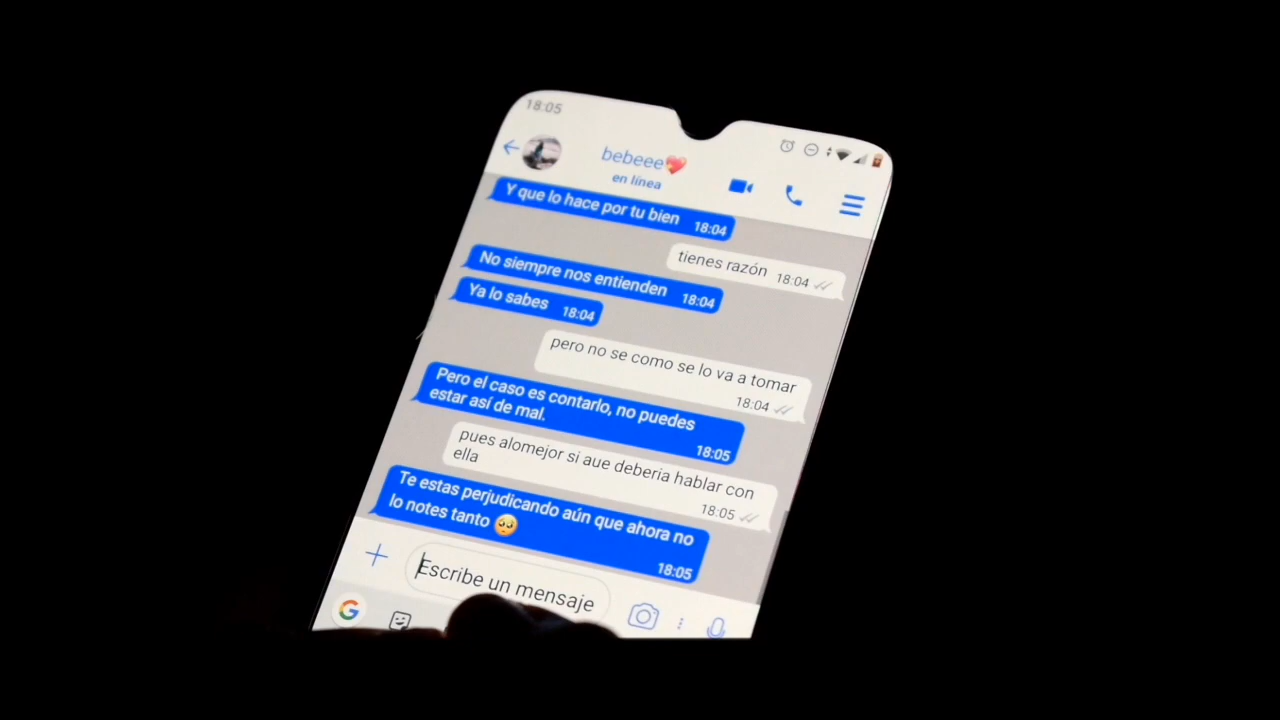 18:05
bebeee💖
en línea
Y que lo hace por tu bien 18:04
tienes razón 18:04
No siempre nos entienden 18:04
Ya lo sabes 18:04
pero no se como se lo va a tomar
18:04
Pero el caso es contarlo, no puedes
estar así de mal.
18:05
pues alomejor si aue deberia hablar con
ella
18:05
Te estas perjudicando aún que ahora no
lo notes tanto 🥺
18:05
Escribe un mensaje
G